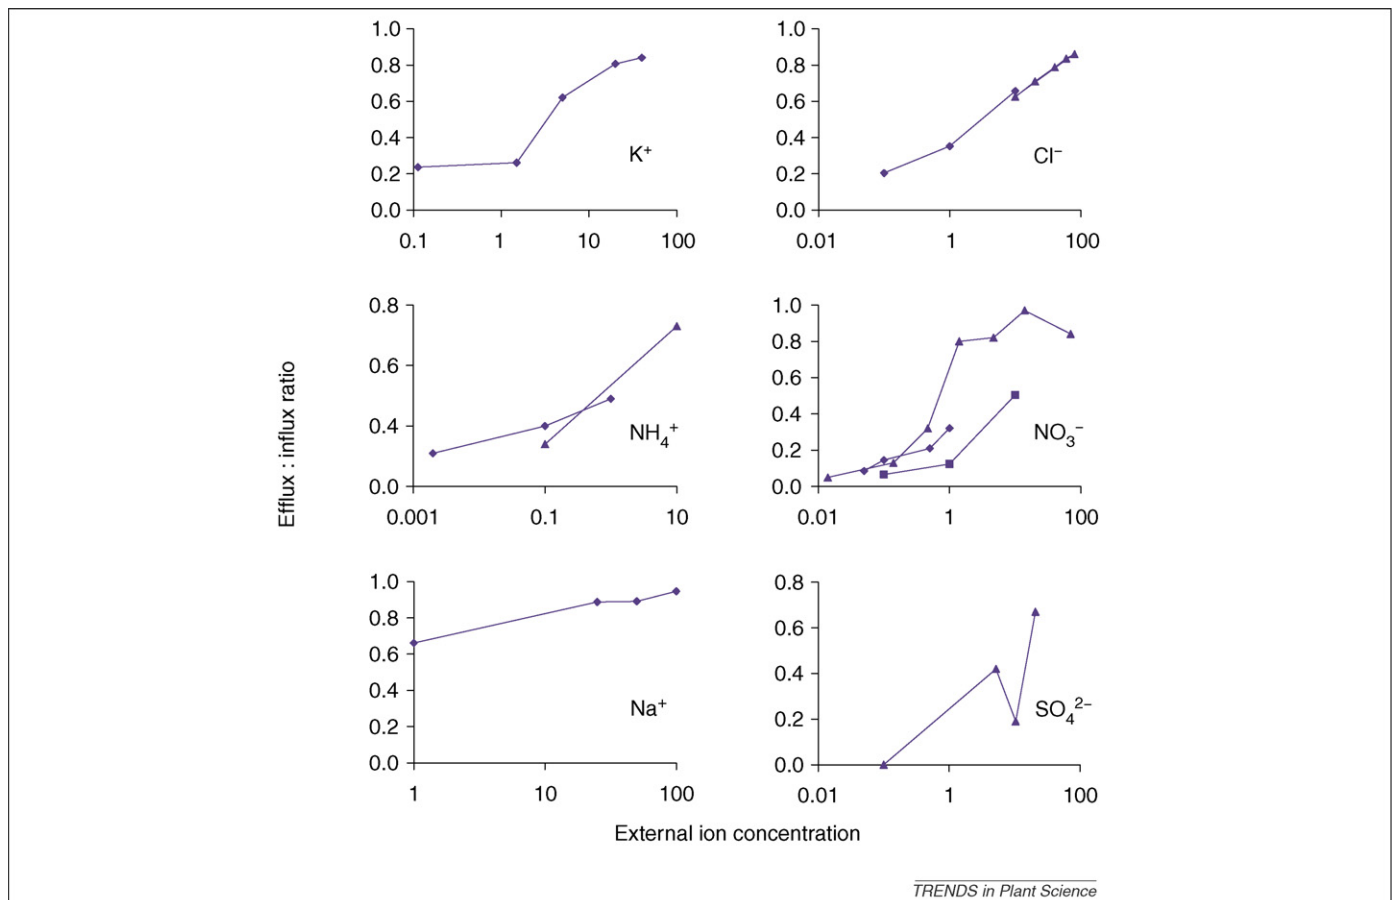 1.0
0.8
0.6
0.4
0.2
0.0
K⁺
0.1 1 10 100
1.0
0.8
0.6
0.4
0.2
0.0
Cl⁻
0.01 1 100
0.8
0.6
0.4
0.2
0.0
NH₄⁺
0.001 0.1 10
1.0
0.8
0.6
0.4
0.2
0.0
NO₃⁻
0.01 1 100
Efflux : influx ratio
1.0
0.8
0.6
0.4
0.2
0.0
Na⁺
1 10 100
0.8
0.6
0.4
0.2
0.0
SO₄²⁻
0.01 1 100
External ion concentration
TRENDS in Plant Science